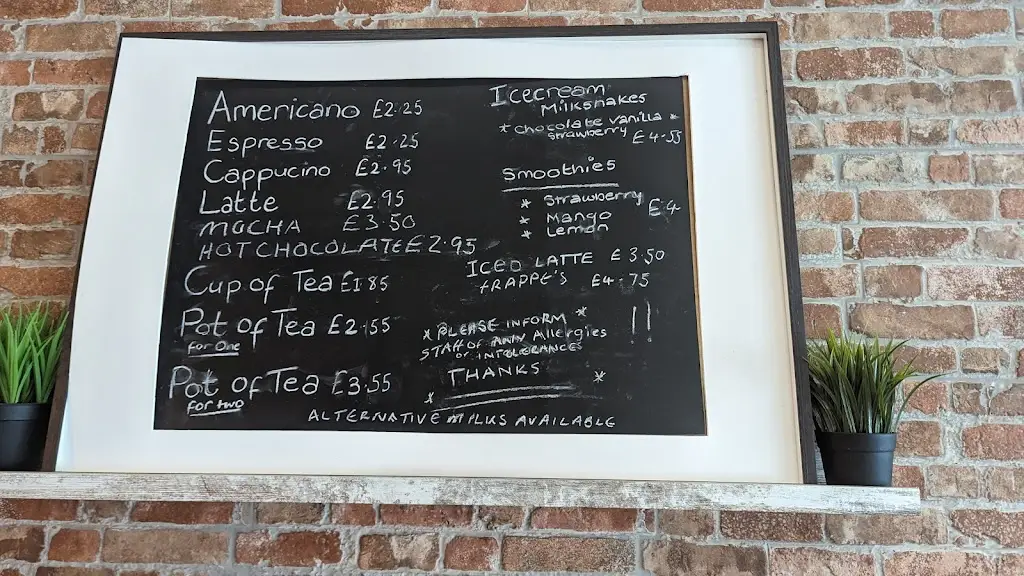 Americano £2.25
Espresso £2.25
Cappucino £2.95
Latte £2.95
MOCHA £3.50
HOT CHOCOLATE £2.95
Cup of Tea £1.85
Pot of Tea £2.55
for One
Pot of Tea £3.55
for two
Icecream
Milkshakes
* chocolate vanilla *
strawberry £4.55
Smoothies
* Strawberry
* Mango £4
* Lemon
ICED LATTE £3.50
FRAPPE'S £4.75
* PLEASE INFORM *
STAFF OF ANY Allergies !!
or INTOLERANCES
THANKS
* *
ALTERNATIVE MILKS AVAILABLE